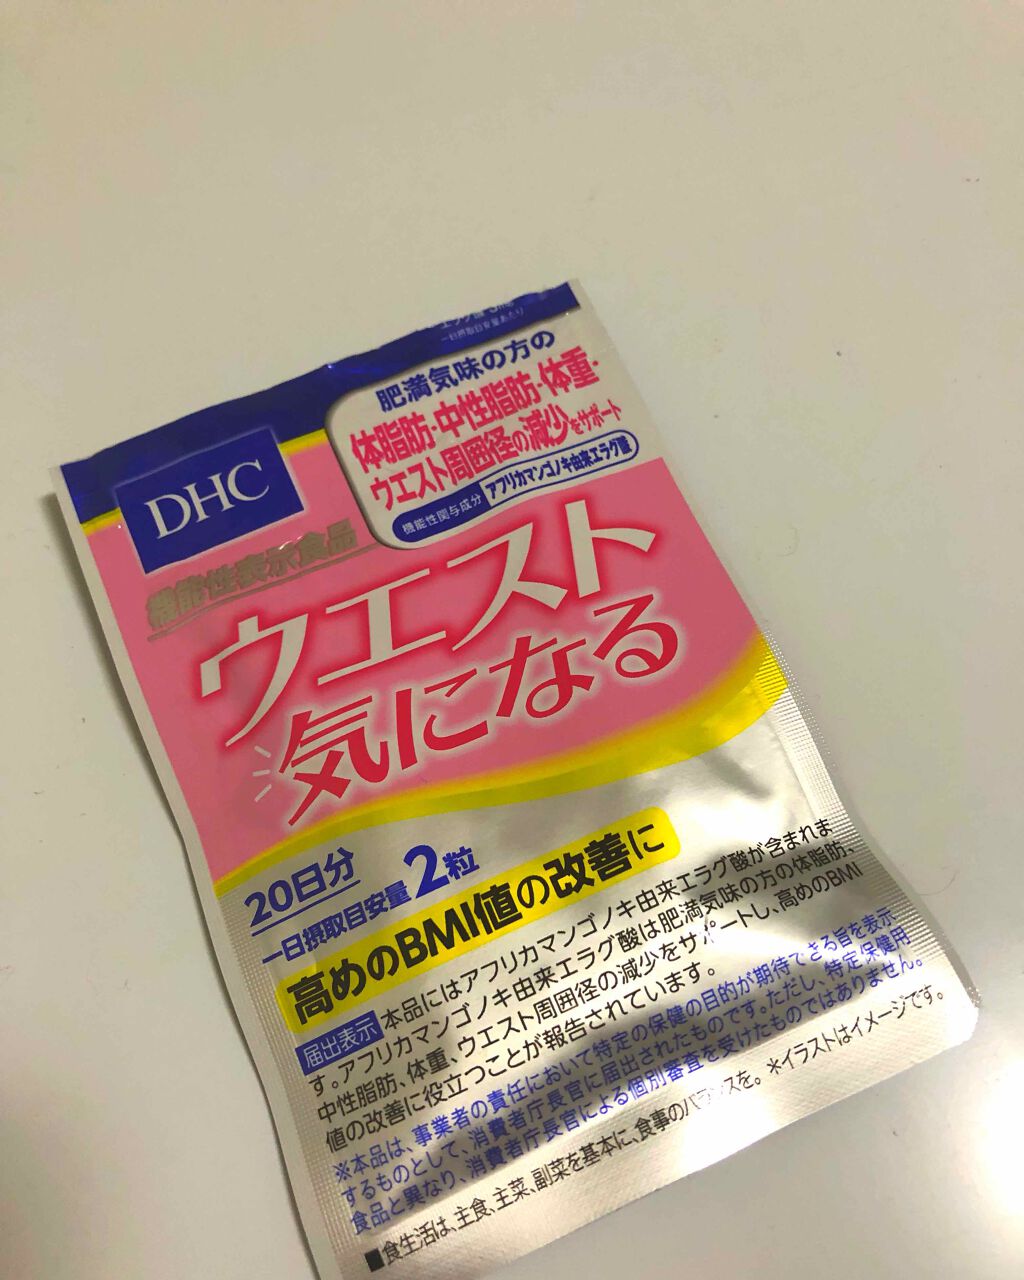 エラグ酸 3mg
一日摂取目安量あたり
肥満気味の方の
体脂肪・中性脂肪・体重・
ウエスト周囲径の減少をサポート
機能性関与成分 アフリカマンゴノキ由来エラグ酸
DHC
機能性表示食品
ウエスト
気になる
20日分
一日摂取目安量2粒
高めのBMI値の改善に
届出表示 本品にはアフリカマンゴノキ由来エラグ酸が含まれま
す。アフリカマンゴノキ由来エラグ酸は肥満気味の方の体脂肪、
中性脂肪、体重、ウエスト周囲径の減少をサポートし、高めのBMI
値の改善に役立つことが報告されています。
※本品は、事業者の責任において特定の保健の目的が期待できる旨を表示
するものとして、消費者庁長官に届出されたものです。ただし、特定保健用
食品と異なり、消費者庁長官による個別審査を受けたものではありません。
■食生活は、主食、主菜、副菜を基本に、食事のバランスを。 *イラストはイメージです。